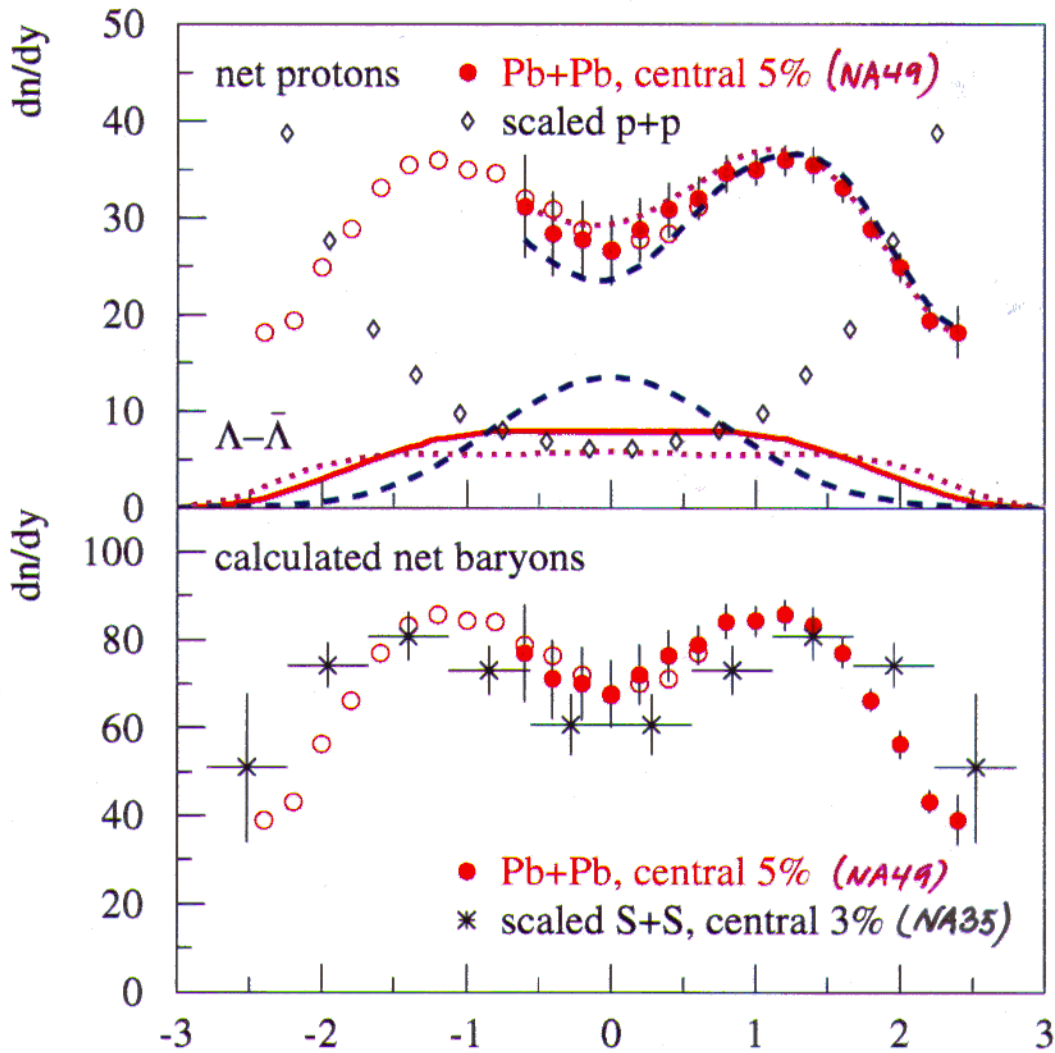 50
dn/dy
net protons
Pb+Pb, central 5% (NA49)
scaled p+p
40
30
20
10
Λ–Λ̄
0
dn/dy
100
calculated net baryons
80
60
40
Pb+Pb, central 5% (NA49)
20
scaled S+S, central 3% (NA35)
0
-3 -2 -1 0 1 2 3